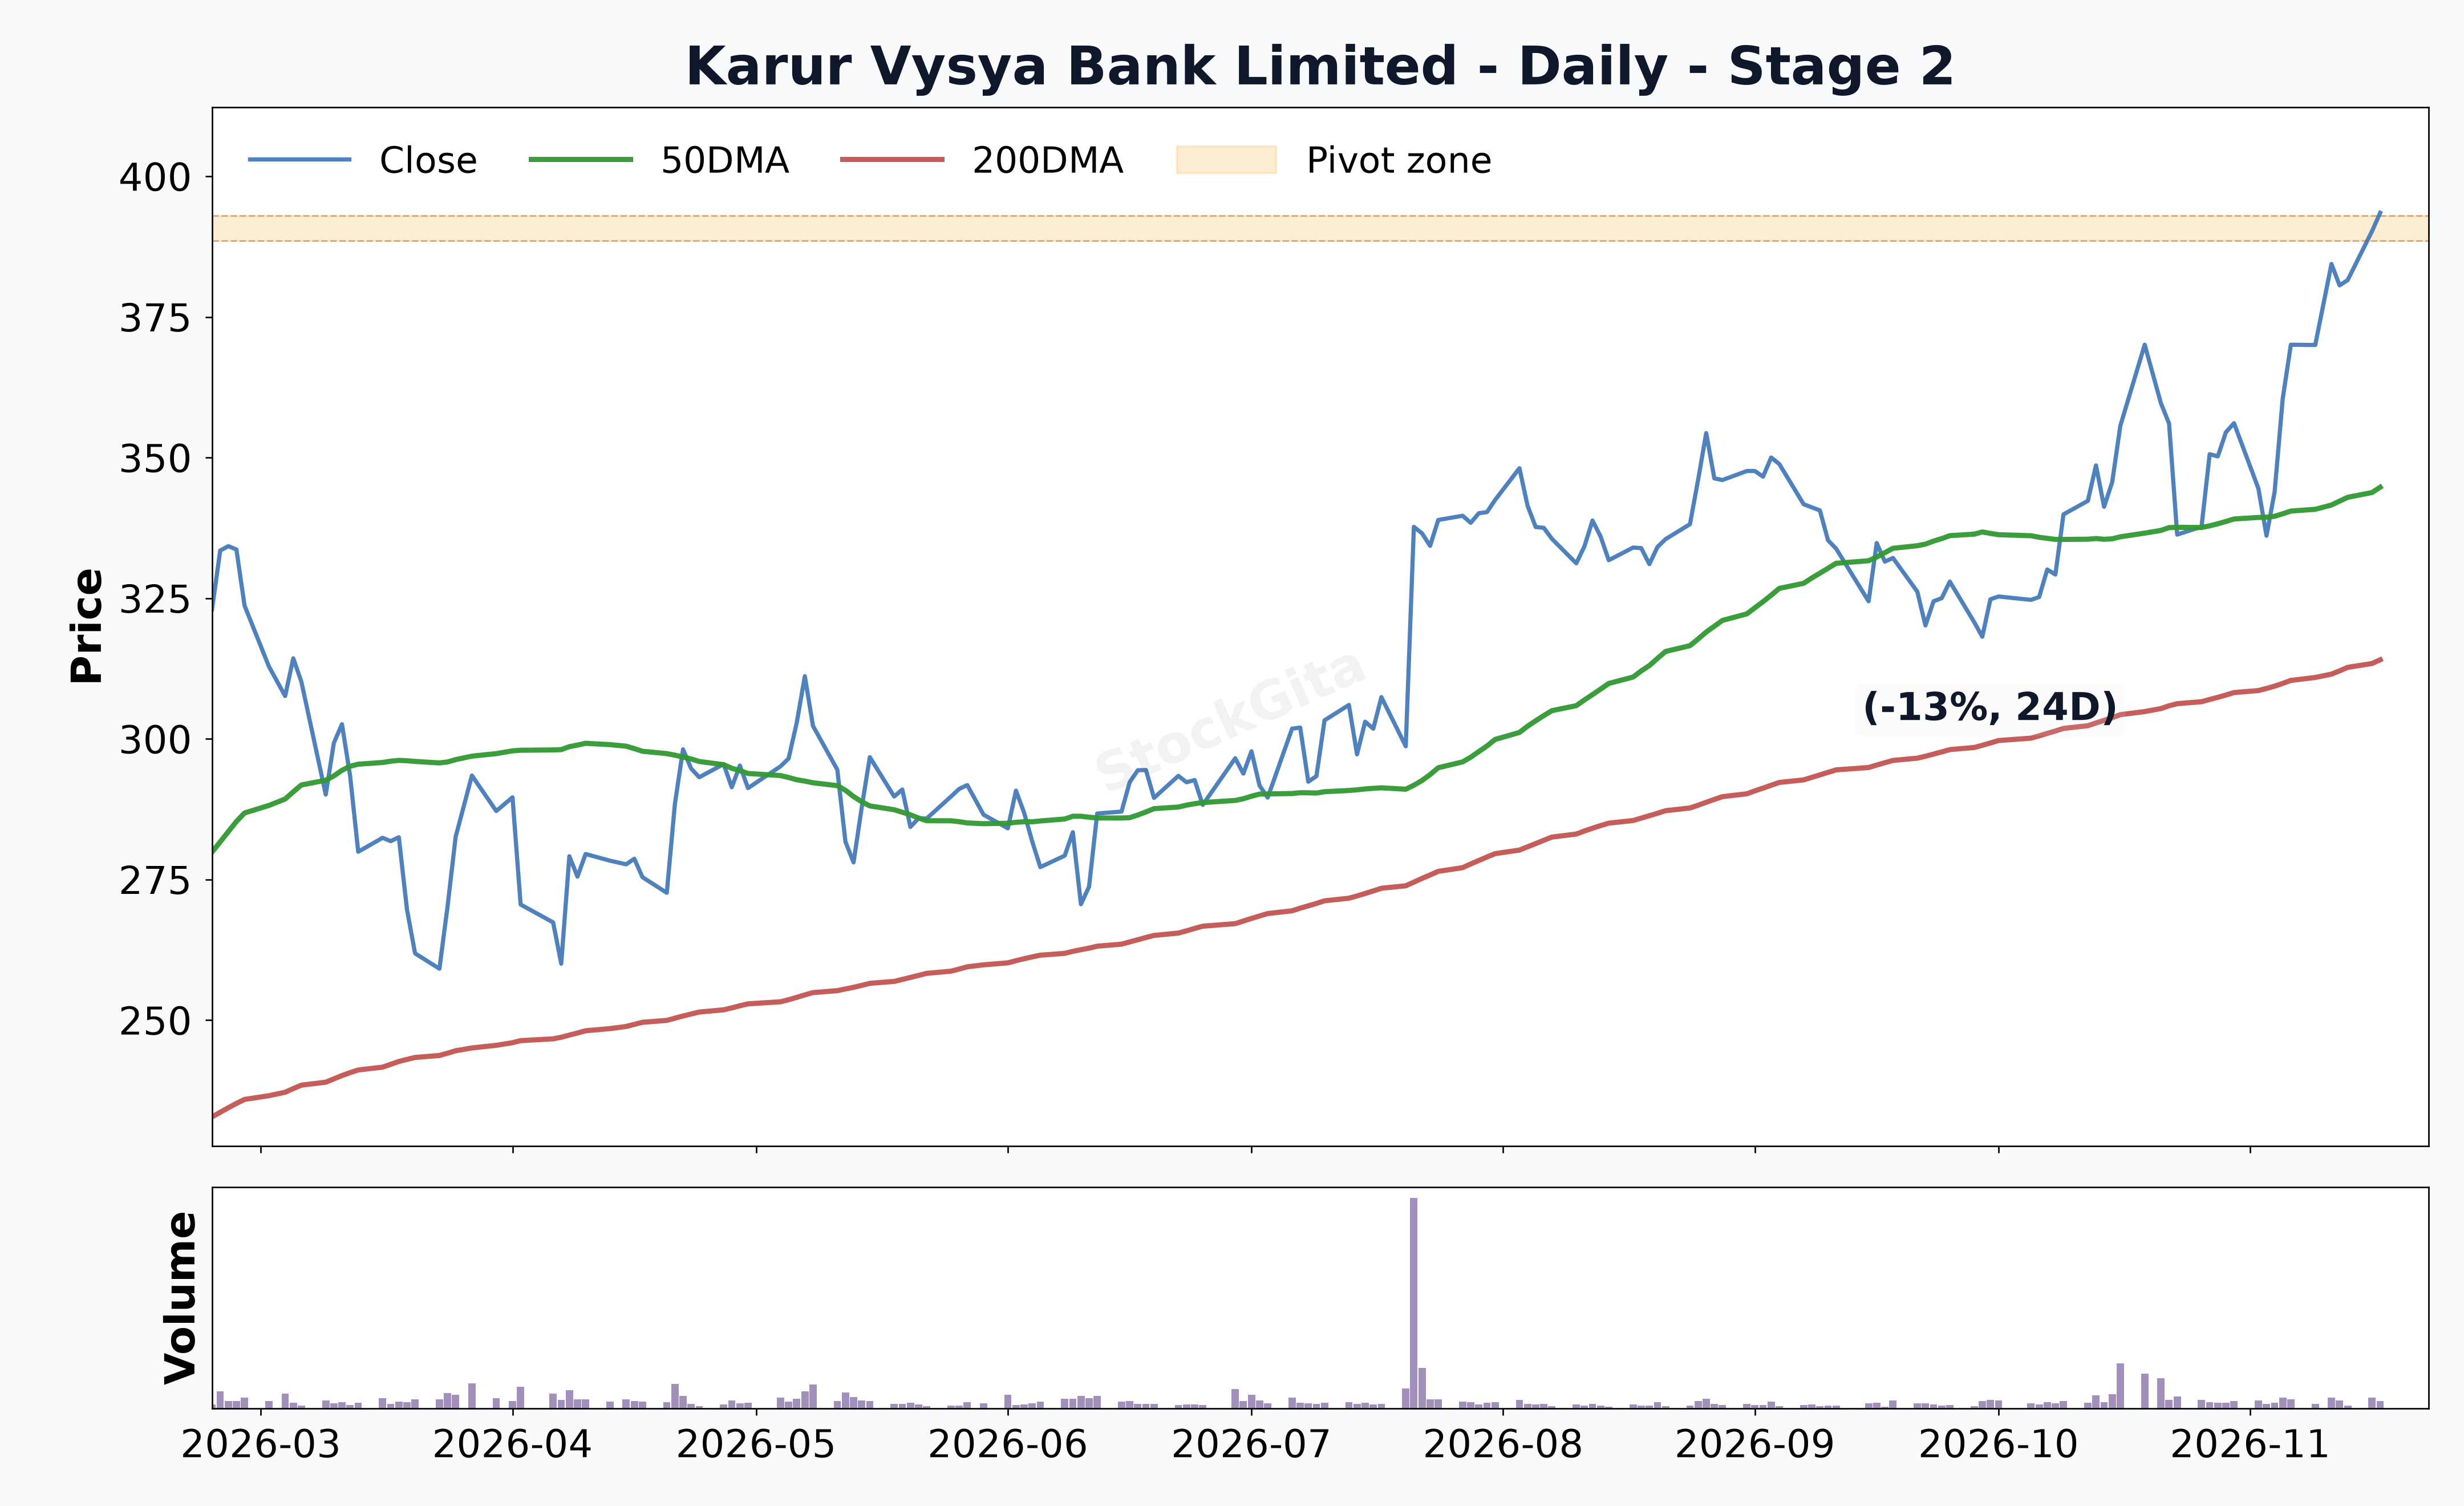 Karur Vysya Bank Limited - Daily - Stage 2
Close 50DMA 200DMA Pivot zone
400
375
350
325
300
275
250
Price
StockGita
(-13%, 24D)
Volume
2026-03 2026-04 2026-05 2026-06 2026-07 2026-08 2026-09 2026-10 2026-11